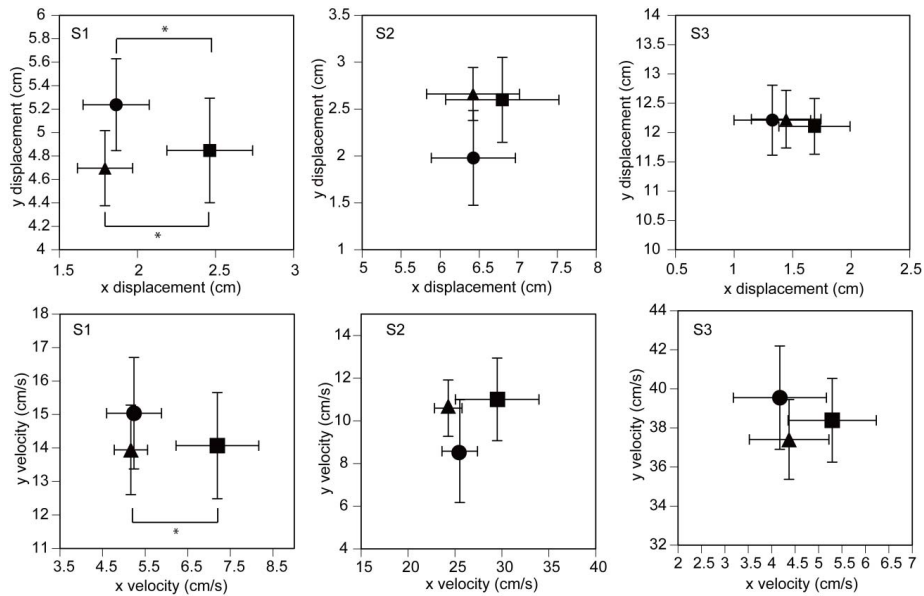 S1
*
*
6
5.8
5.6
5.4
5.2
5
4.8
4.6
4.4
4.2
4
y displacement (cm)
1.5 2 2.5 3
x displacement (cm)
S2
3.5
3
2.5
2
1.5
1
y displacement (cm)
5 5.5 6 6.5 7 7.5 8
x displacement (cm)
S3
14
13.5
13
12.5
12
11.5
11
10.5
10
y displacement (cm)
0.5 1 1.5 2 2.5
x displacement (cm)
S1
*
18
17
16
15
14
13
12
11
y velocity (cm/s)
3.5 4.5 5.5 6.5 7.5 8.5
x velocity (cm/s)
S2
14
12
10
8
6
4
y velocity (cm/s)
15 20 25 30 35 40
x velocity (cm/s)
S3
44
42
40
38
36
34
32
y velocity (cm/s)
2 2.5 3 3.5 4 4.5 5 5.5 6 6.5 7
x velocity (cm/s)